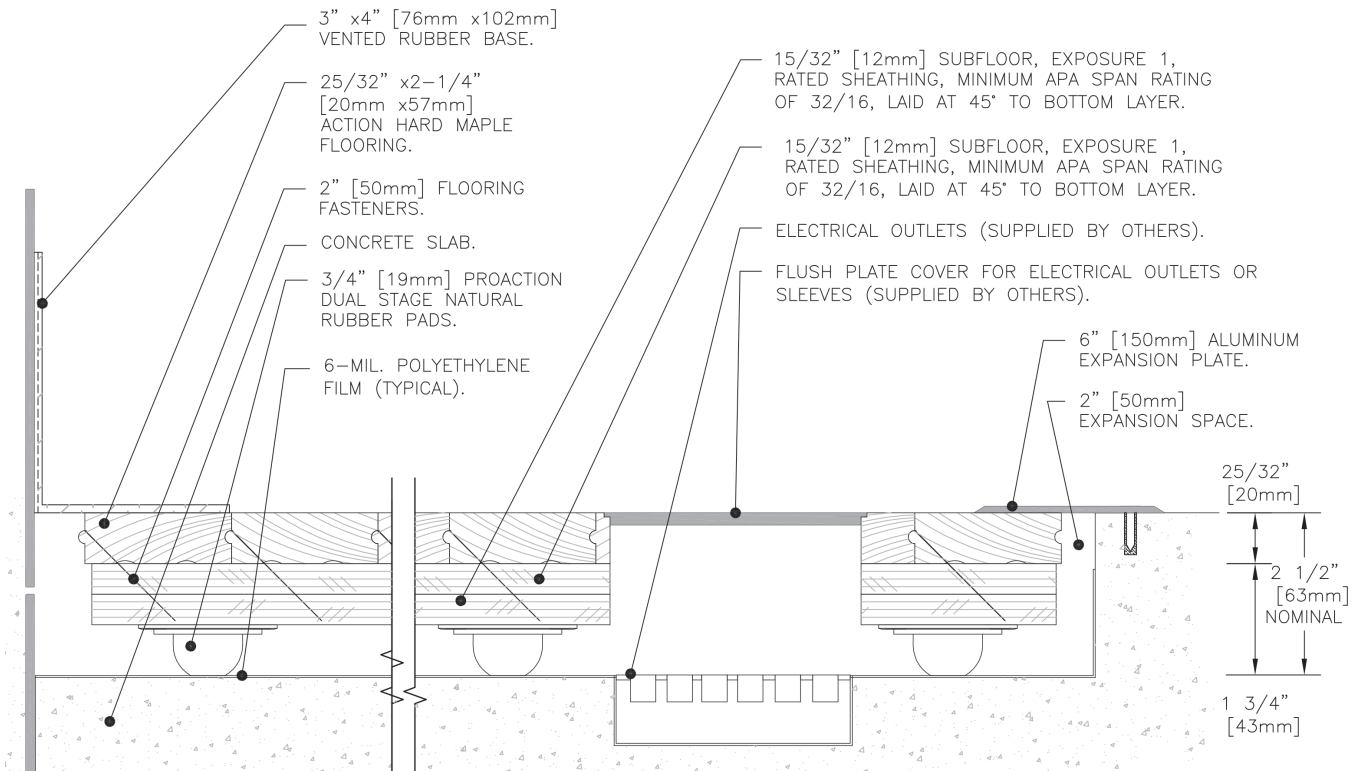 3” x4” [76mm x102mm]
VENTED RUBBER BASE.
25/32” x2-1/4”
[20mm x57mm]
ACTION HARD MAPLE
FLOORING.
2” [50mm] FLOORING
FASTENERS.
CONCRETE SLAB.
3/4” [19mm] PROACTION
DUAL STAGE NATURAL
RUBBER PADS.
6-MIL. POLYETHYLENE
FILM (TYPICAL).
15/32” [12mm] SUBFLOOR, EXPOSURE 1,
RATED SHEATHING, MINIMUM APA SPAN RATING
OF 32/16, LAID AT 45° TO BOTTOM LAYER.
15/32” [12mm] SUBFLOOR, EXPOSURE 1,
RATED SHEATHING, MINIMUM APA SPAN RATING
OF 32/16, LAID AT 45° TO BOTTOM LAYER.
ELECTRICAL OUTLETS (SUPPLIED BY OTHERS).
FLUSH PLATE COVER FOR ELECTRICAL OUTLETS OR
SLEEVES (SUPPLIED BY OTHERS).
6” [150mm] ALUMINUM
EXPANSION PLATE.
2” [50mm]
EXPANSION SPACE.
25/32”
[20mm]
2 1/2”
[63mm]
NOMINAL
1 3/4”
[43mm]